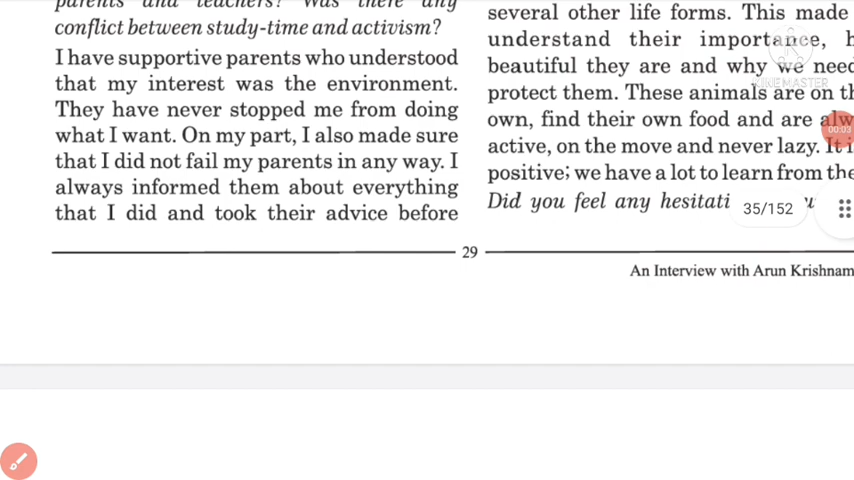 parents and teachers? Was there any
conflict between study-time and activism?
I have supportive parents who understood
that my interest was the environment.
They have never stopped me from doing
what I want. On my part, I also made sure
that I did not fail my parents in any way. I
always informed them about everything
that I did and took their advice before
several other life forms. This made
understand their importance, h
beautiful they are and why we need
protect them. These animals are on th
own, find their own food and are alw
active, on the move and never lazy. It i
positive; we have a lot to learn from the
Did you feel any hesitati
29
An Interview with Arun Krishnam
35/152
00:03
KINEMASTER